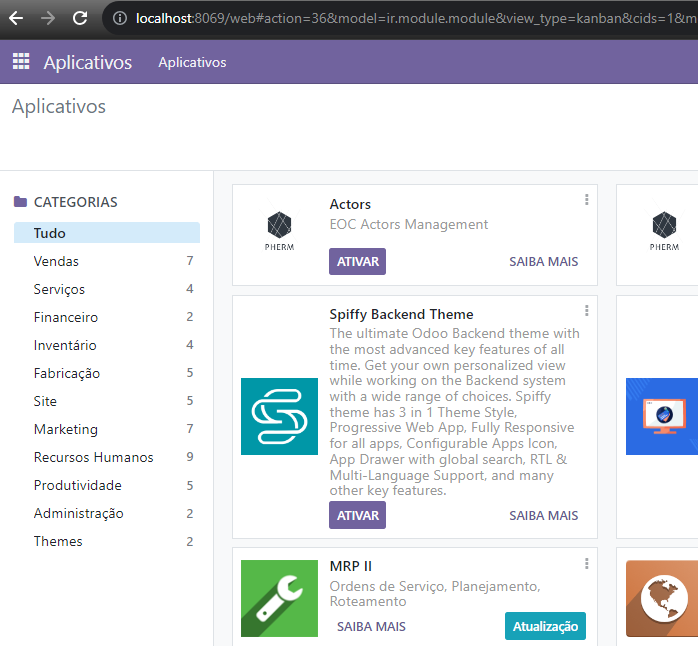 localhost:8069/web#action=36&model=ir.module.module&view_type=kanban&cids=1&m
Aplicativos Aplicativos
Aplicativos
CATEGORIAS
Tudo
Vendas 7
Serviços 4
Financeiro 2
Inventário 4
Fabricação 5
Site 5
Marketing 7
Recursos Humanos 9
Produtividade 5
Administração 2
Themes 2
PHERM
Actors
EOC Actors Management
ATIVAR SAIBA MAIS
PHERM
Spiffy Backend Theme
The ultimate Odoo Backend theme with
the most advanced key features of all
time. Get your own personalized view
while working on the Backend system
with a wide range of choices. Spiffy
theme has 3 in 1 Theme Style,
Progressive Web App, Fully Responsive
for all apps, Configurable Apps Icon,
App Drawer with global search, RTL &
Multi-Language Support, and many
other key features.
ATIVAR SAIBA MAIS
MRP II
Ordens de Serviço, Planejamento,
Roteamento
SAIBA MAIS Atualização